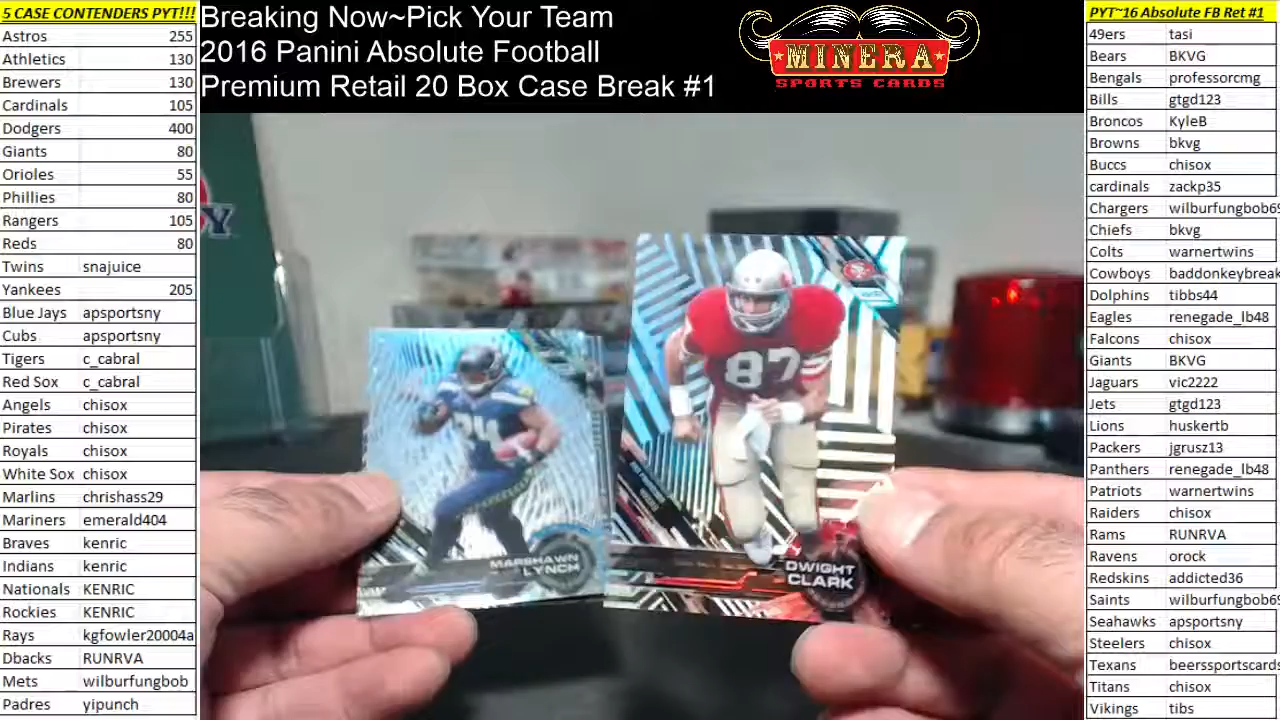 5 CASE CONTENDERS PYT!!!
Astros 255
Athletics 130
Brewers 130
Cardinals 105
Dodgers 400
Giants 80
Orioles 55
Phillies 80
Rangers 105
Reds 80
Twins snajuice
Yankees 205
Blue Jays apsportsny
Cubs apsportsny
Tigers c_cabral
Red Sox c_cabral
Angels chisox
Pirates chisox
Royals chisox
White Sox chisox
Marlins chrishass29
Mariners emerald404
Braves kenric
Indians kenric
Nationals KENRIC
Rockies KENRIC
Rays kgfowler20004a
Dbacks RUNRVA
Mets wilburfungbob
Padres yipunch
Breaking Now~Pick Your Team
2016 Panini Absolute Football
Premium Retail 20 Box Case Break #1
MINERA
SPORTS CARDS
84
MARSHAWN
LYNCH
87
DWIGHT
CLARK
PYT~16 Absolute FB Ret #1
49ers tasi
Bears BKVG
Bengals professorcmg
Bills gtgd123
Broncos KyleB
Browns bkvg
Buccs chisox
cardinals zackp35
Chargers wilburfungbob69
Chiefs bkvg
Colts warnertwins
Cowboys baddonkeybreak
Dolphins tibbs44
Eagles renegade_lb48
Falcons chisox
Giants BKVG
Jaguars vic2222
Jets gtgd123
Lions huskertb
Packers jgrusz13
Panthers renegade_lb48
Patriots warnertwins
Raiders chisox
Rams RUNRVA
Ravens orock
Redskins addicted36
Saints wilburfungbob69
Seahawks apsportsny
Steelers chisox
Texans beerssportscards
Titans chisox
Vikings tibs